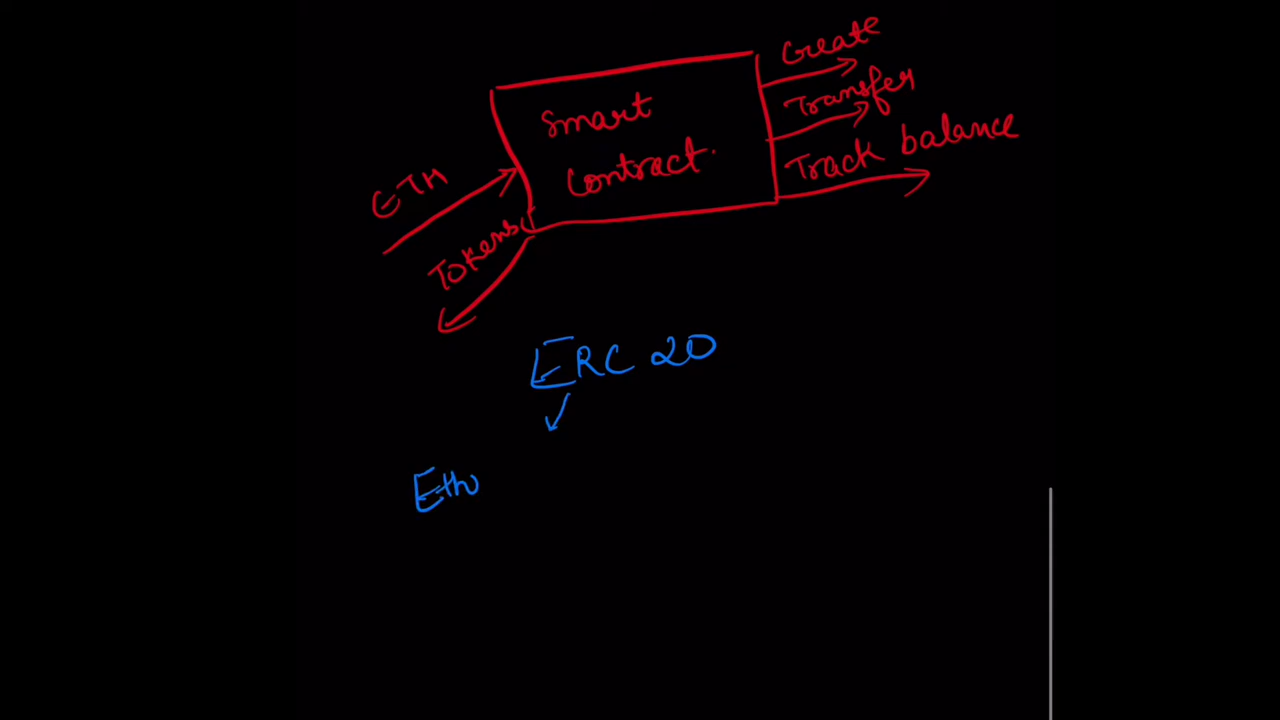 Create
Transfer
Track balance
Smart
Contract.
ETH
Tokens
ERC 20
Eth